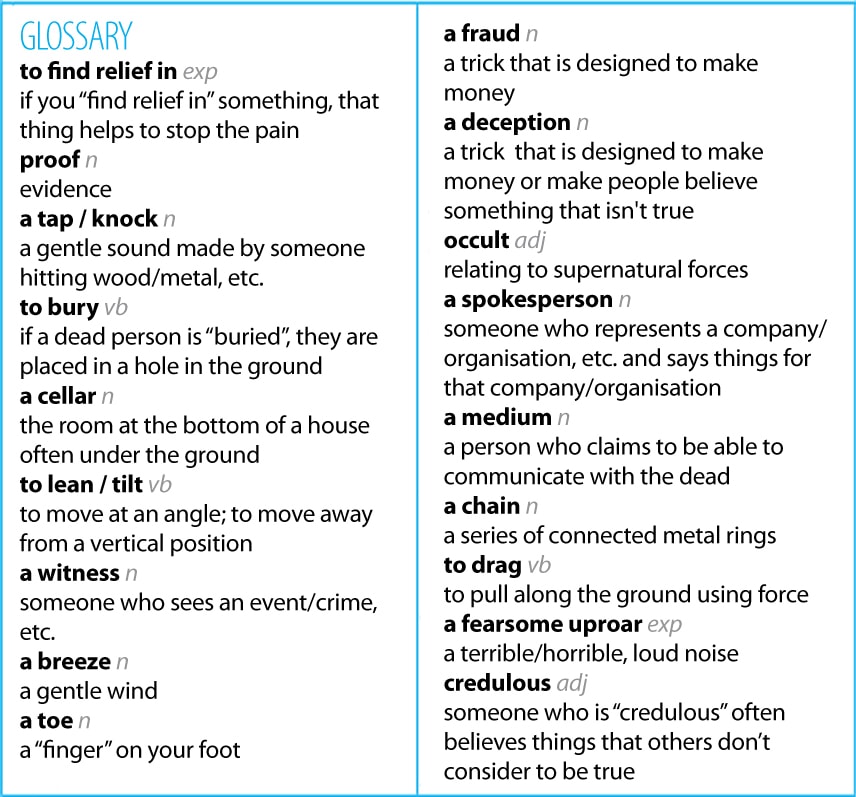 GLOSSARY
to find relief in exp
if you “find relief in” something, that
thing helps to stop the pain
proof n
evidence
a tap / knock n
a gentle sound made by someone
hitting wood/metal, etc.
to bury vb
if a dead person is “buried”, they are
placed in a hole in the ground
a cellar n
the room at the bottom of a house
often under the ground
to lean / tilt vb
to move at an angle; to move away
from a vertical position
a witness n
someone who sees an event/crime,
etc.
a breeze n
a gentle wind
a toe n
a “finger” on your foot
a fraud n
a trick that is designed to make
money
a deception n
a trick that is designed to make
money or make people believe
something that isn't true
occult adj
relating to supernatural forces
a spokesperson n
someone who represents a company/
organisation, etc. and says things for
that company/organisation
a medium n
a person who claims to be able to
communicate with the dead
a chain n
a series of connected metal rings
to drag vb
to pull along the ground using force
a fearsome uproar exp
a terrible/horrible, loud noise
credulous adj
someone who is “credulous” often
believes things that others don’t
consider to be true